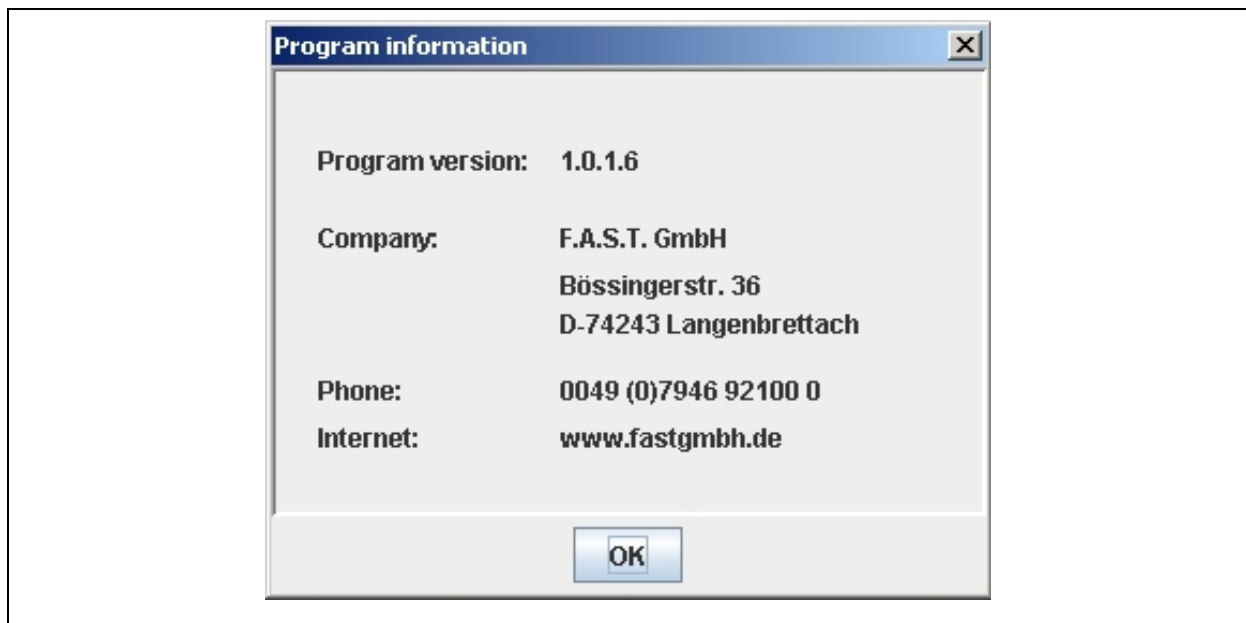 Program information
Program version: 1.0.1.6
Company: F.A.S.T. GmbH
Bössingerstr. 36
D-74243 Langenbrettach
Phone: 0049 (0)7946 92100 0
Internet: www.fastgmbh.de
OK